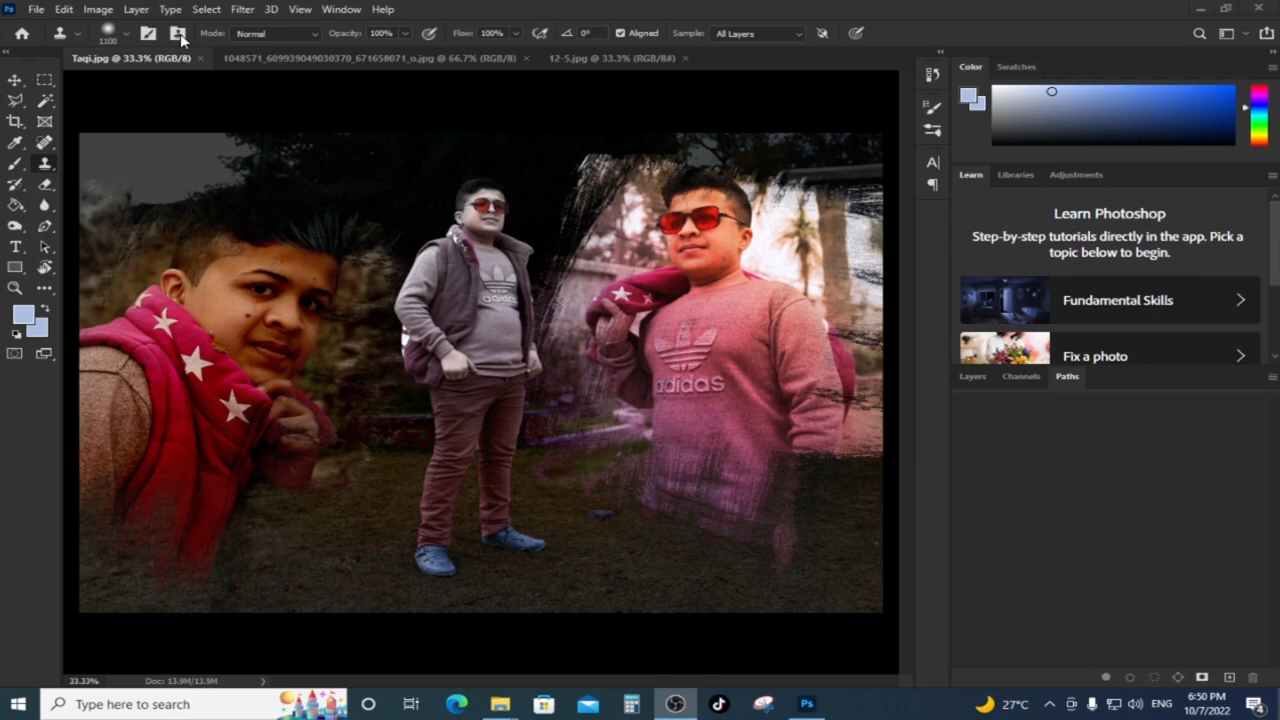 Ps File Edit Image Layer Type Select Filter 3D View Window Help
1100 Mode: Normal Opacity: 100% Flow: 100% 0° Aligned Sample: All Layers
Taqi.jpg @ 33.3% (RGB/8) × 1048571_609939049030370_671658071_o.jpg @ 66.7% (RGB/8) × 12-5.jpg @ 33.3% (RGB/8#) ×
Color Swatches
Learn Libraries Adjustments
Learn Photoshop
Step-by-step tutorials directly in the app. Pick a
topic below to begin.
Fundamental Skills
Fix a photo
Layers Channels Paths
adidas
adidas
33.33% Doc: 13.9M/13.9M
Type here to search
Ps
27°C ENG
6:50 PM
10/7/2022
4